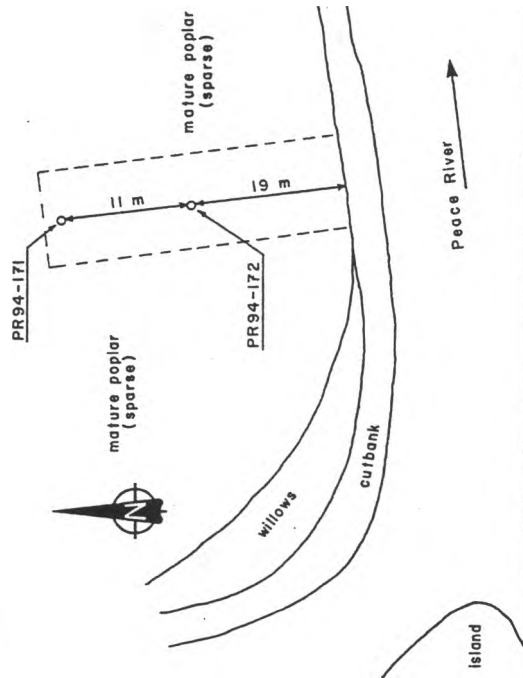 mature poplar
(sparse)
PR94-171
11 m
19 m
PR94-172
Peace River
mature poplar
(sparse)
N
willows
cutbank
island